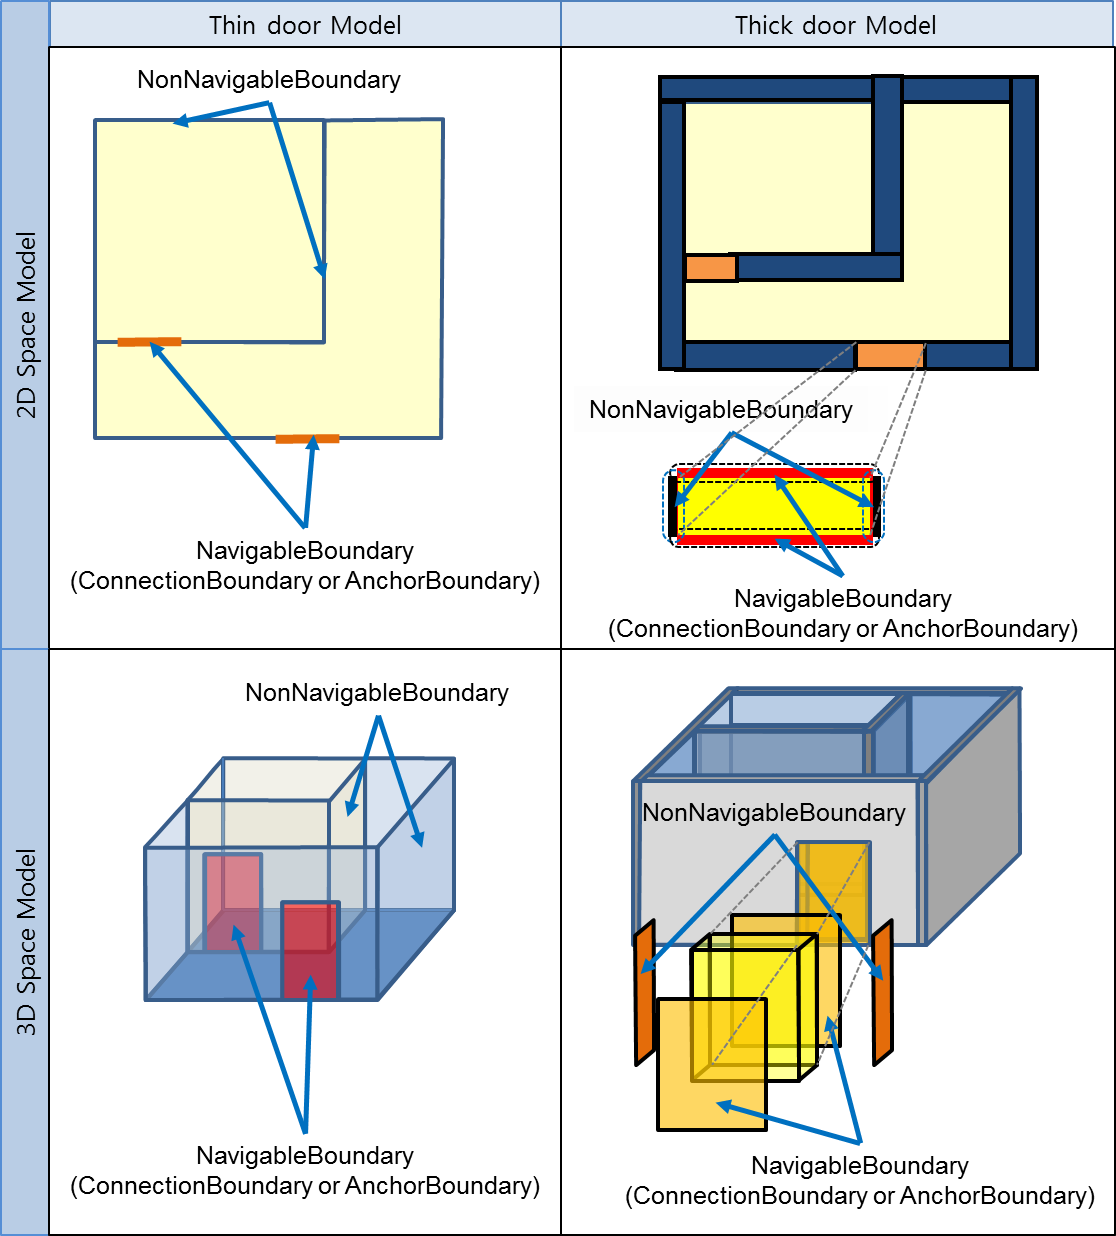 Thin door Model
Thick door Model
2D Space Model
NonNavigableBoundary
NavigableBoundary
(ConnectionBoundary or AnchorBoundary)
NonNavigableBoundary
NavigableBoundary
(ConnectionBoundary or AnchorBoundary)
3D Space Model
NonNavigableBoundary
NavigableBoundary
(ConnectionBoundary or AnchorBoundary)
NonNavigableBoundary
NavigableBoundary
(ConnectionBoundary or AnchorBoundary)